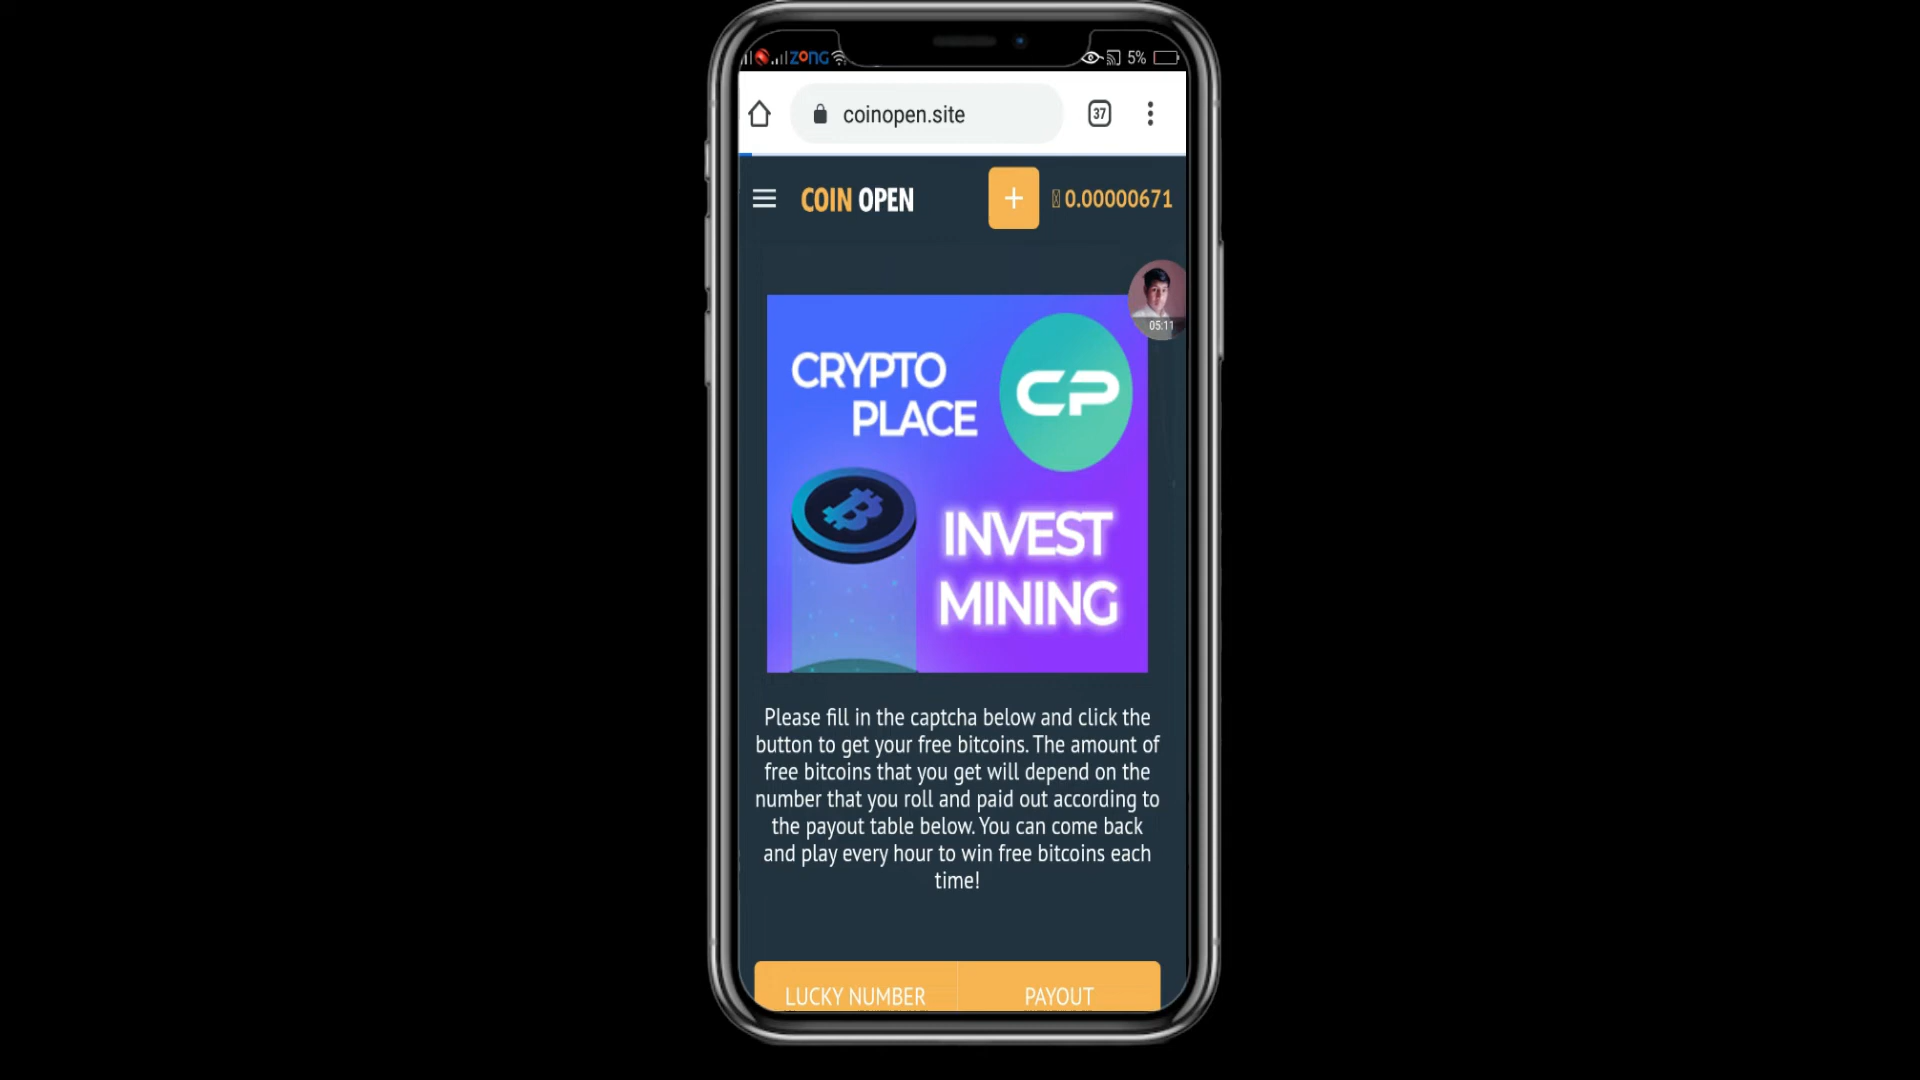 ZONG 5%
coinopen.site 37
COIN OPEN + 0.00000671
05:11
CRYPTO
PLACE
CP
INVEST
MINING
Please fill in the captcha below and click the
button to get your free bitcoins. The amount of
free bitcoins that you get will depend on the
number that you roll and paid out according to
the payout table below. You can come back
and play every hour to win free bitcoins each
time!
LUCKY NUMBER PAYOUT